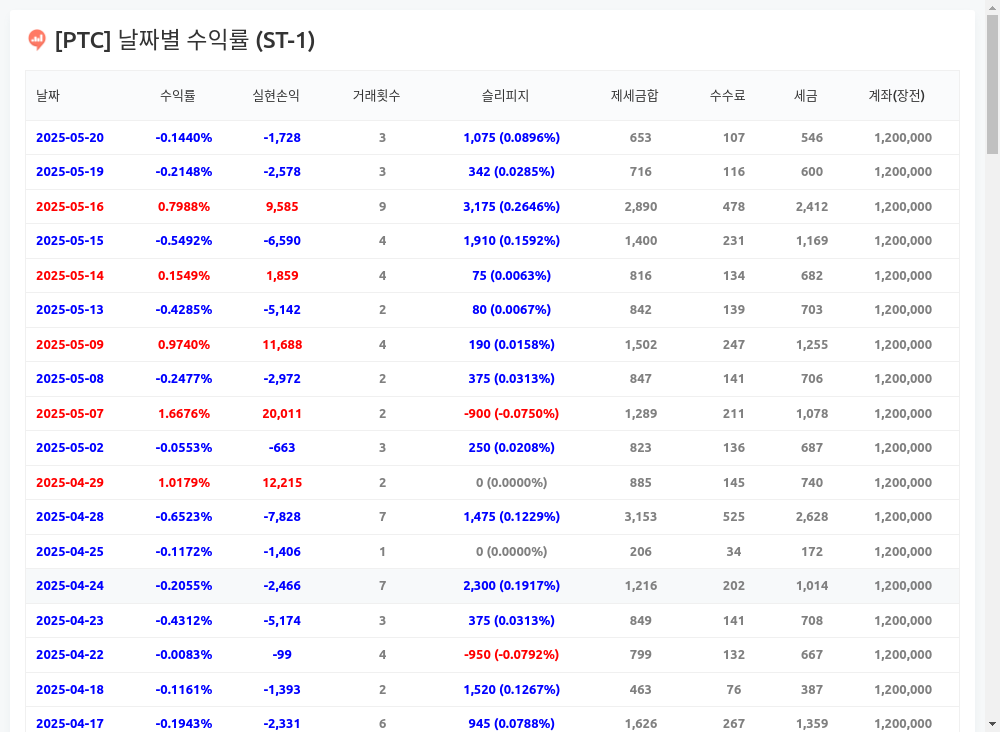 [PTC] 날짜별 수익률 (ST-1)
날짜 수익률 실현손익 거래횟수 슬리피지 제세금합 수수료 세금 계좌(장전)
2025-05-20 -0.1440% -1,728 3 1,075 (0.0896%) 653 107 546 1,200,000
2025-05-19 -0.2148% -2,578 3 342 (0.0285%) 716 116 600 1,200,000
2025-05-16 0.7988% 9,585 9 3,175 (0.2646%) 2,890 478 2,412 1,200,000
2025-05-15 -0.5492% -6,590 4 1,910 (0.1592%) 1,400 231 1,169 1,200,000
2025-05-14 0.1549% 1,859 4 75 (0.0063%) 816 134 682 1,200,000
2025-05-13 -0.4285% -5,142 2 80 (0.0067%) 842 139 703 1,200,000
2025-05-09 0.9740% 11,688 4 190 (0.0158%) 1,502 247 1,255 1,200,000
2025-05-08 -0.2477% -2,972 2 375 (0.0313%) 847 141 706 1,200,000
2025-05-07 1.6676% 20,011 2 -900 (-0.0750%) 1,289 211 1,078 1,200,000
2025-05-02 -0.0553% -663 3 250 (0.0208%) 823 136 687 1,200,000
2025-04-29 1.0179% 12,215 2 0 (0.0000%) 885 145 740 1,200,000
2025-04-28 -0.6523% -7,828 7 1,475 (0.1229%) 3,153 525 2,628 1,200,000
2025-04-25 -0.1172% -1,406 1 0 (0.0000%) 206 34 172 1,200,000
2025-04-24 -0.2055% -2,466 7 2,300 (0.1917%) 1,216 202 1,014 1,200,000
2025-04-23 -0.4312% -5,174 3 375 (0.0313%) 849 141 708 1,200,000
2025-04-22 -0.0083% -99 4 -950 (-0.0792%) 799 132 667 1,200,000
2025-04-18 -0.1161% -1,393 2 1,520 (0.1267%) 463 76 387 1,200,000
2025-04-17 -0.1943% -2,331 6 945 (0.0788%) 1,626 267 1,359 1,200,000